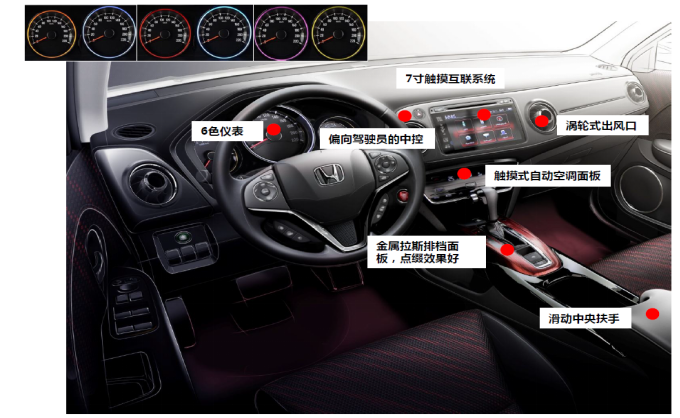 7寸触摸互联系统
6色仪表
偏向驾驶员的中控
涡轮式出风口
触摸式自动空调面板
金属拉斯排档面
板，点缀效果好
滑动中央扶手